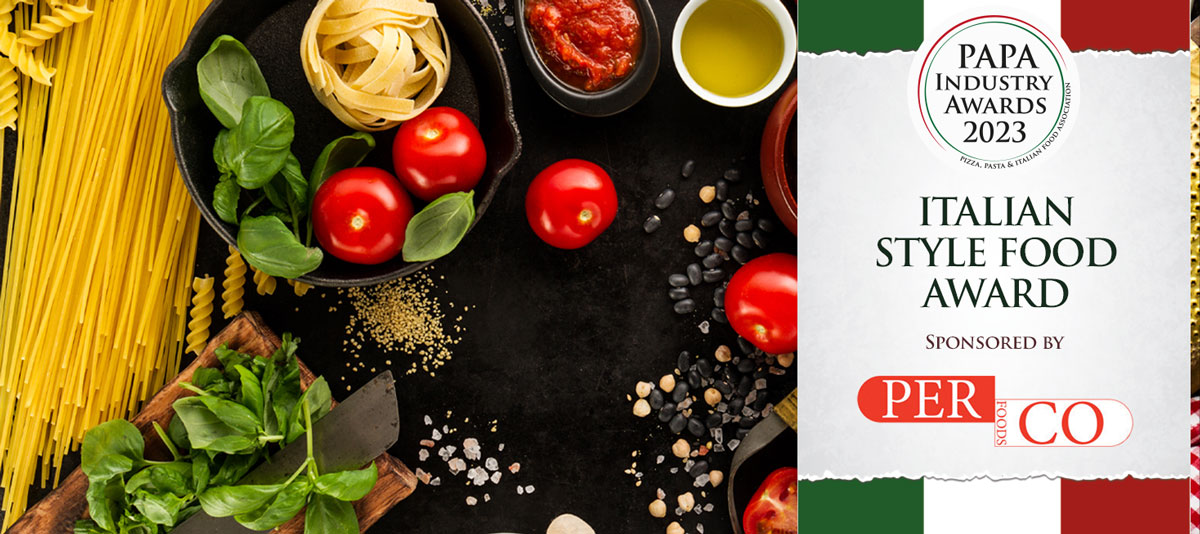 PAPA
INDUSTRY
AWARDS
2023
PIZZA, PASTA & ITALIAN FOOD ASSOCIATION
ITALIAN
STYLE FOOD
AWARD
SPONSORED BY
PER
FOODS
CO